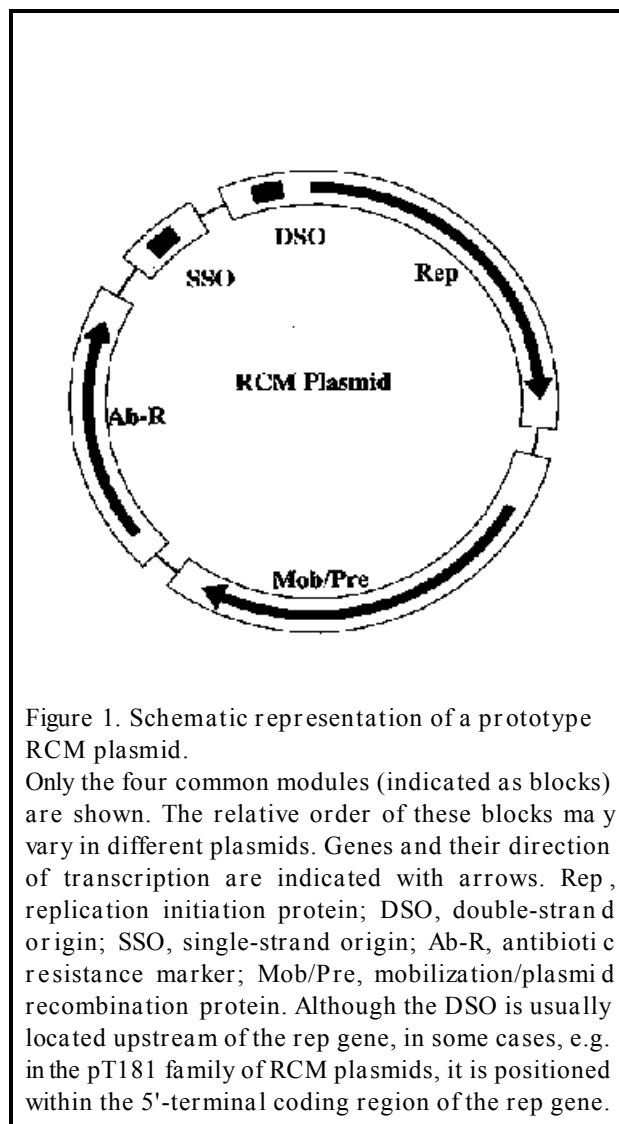 DSO
Rep
SSO
RCM Plasmid
Ab-R
Mob/Pre
Figure 1. Schematic representation of a prototype
RCM plasmid.
Only the four common modules (indicated as blocks)
are shown. The relative order of these blocks ma y
vary in different plasmids. Genes and their direction
of transcription are indicated with arrows. Rep ,
replication initiation protein; DSO, double-stran d
origin; SSO, single-strand origin; Ab-R, antibioti c
resistance marker; Mob/Pre, mobilization/plasmi d
recombination protein. Although the DSO is usually
located upstream of the rep gene, in some cases, e.g.
in the pT181 family of RCM plasmids, it is positioned
within the 5'-terminal coding region of the rep gene.